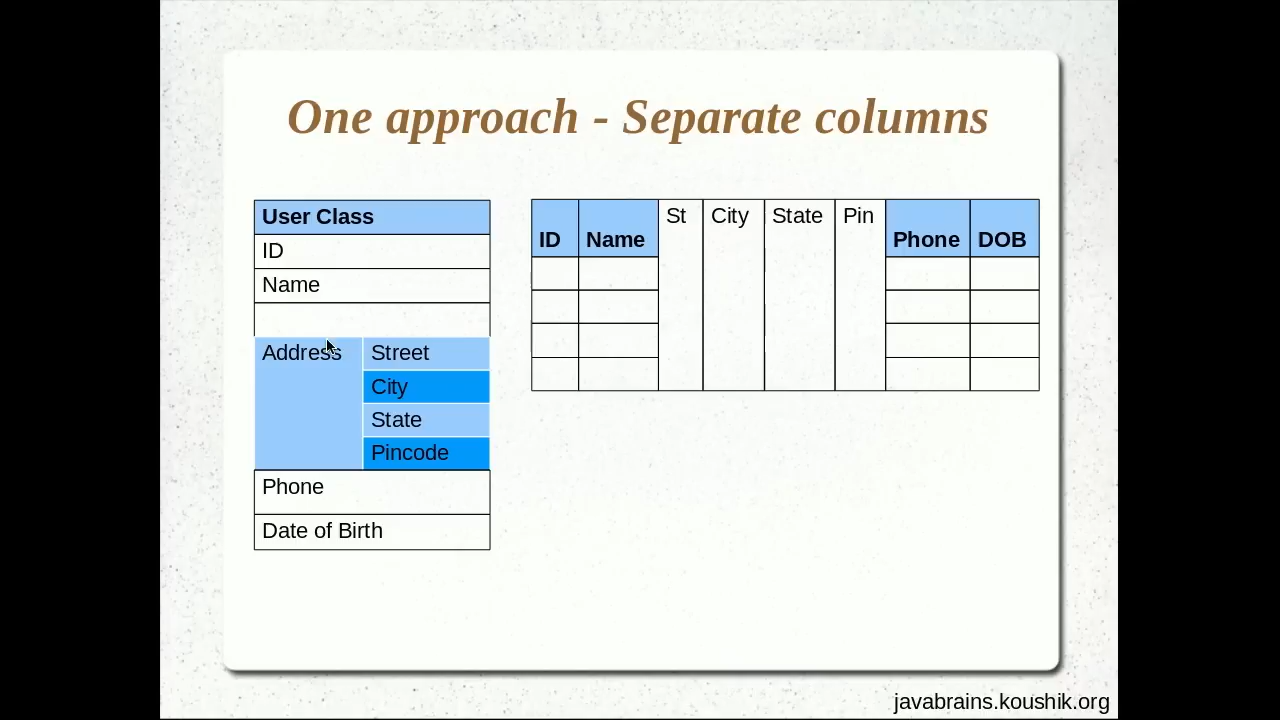 One approach - Separate columns
User Class
ID
Name
Address
Street
City
State
Pincode
Phone
Date of Birth
ID Name St City State Pin Phone DOB
javabrains.koushik.org